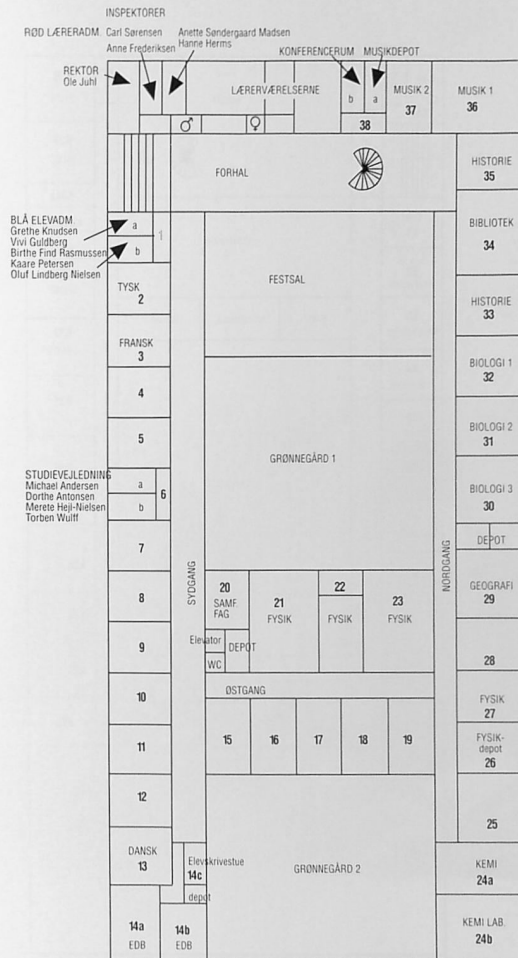 INSPEKTORER
RØD LÆRERADM. Carl Sørensen
Anne Frederiksen
Anette Søndergaard Madsen
Hanne Herms
REKTOR
Ole Juhl
LÆRERVÆRELSERNE
KONFERENCERUM
MUSIKDEPOT
b
a
38
MUSIK 2
37
MUSIK 1
36
♂
♀
FORHAL
HISTORIE
35
BLÅ ELEVADM.
Grethe Knudsen
Vivi Guldberg
Birthe Find Rasmussen
Kaare Petersen
Oluf Lindberg Nielsen
a
b
1
BIBLIOTEK
34
FESTSAL
TYSK
2
HISTORIE
33
FRANSK
3
BIOLOGI 1
32
4
BIOLOGI 2
31
5
GRØNNEGÅRD 1
STUDIEVEJLEDNING
Michael Andersen
Dorthe Antonsen
Merete Hejl-Nielsen
Torben Wulff
a
b
6
BIOLOGI 3
30
7
DEPOT
SYDGANG
NORDGANG
8
20
SAMF.
FAG
21
FYSIK
22
FYSIK
23
FYSIK
GEOGRAFI
29
9
Elevator
DEPOT
WC
28
10
ØSTGANG
FYSIK
27
11
15
16
17
18
19
FYSIK-
depot
26
12
25
DANSK
13
Elevskrivestue
14c
depot
GRØNNEGÅRD 2
KEMI
24a
14a
EDB
14b
EDB
KEMI LAB.
24b